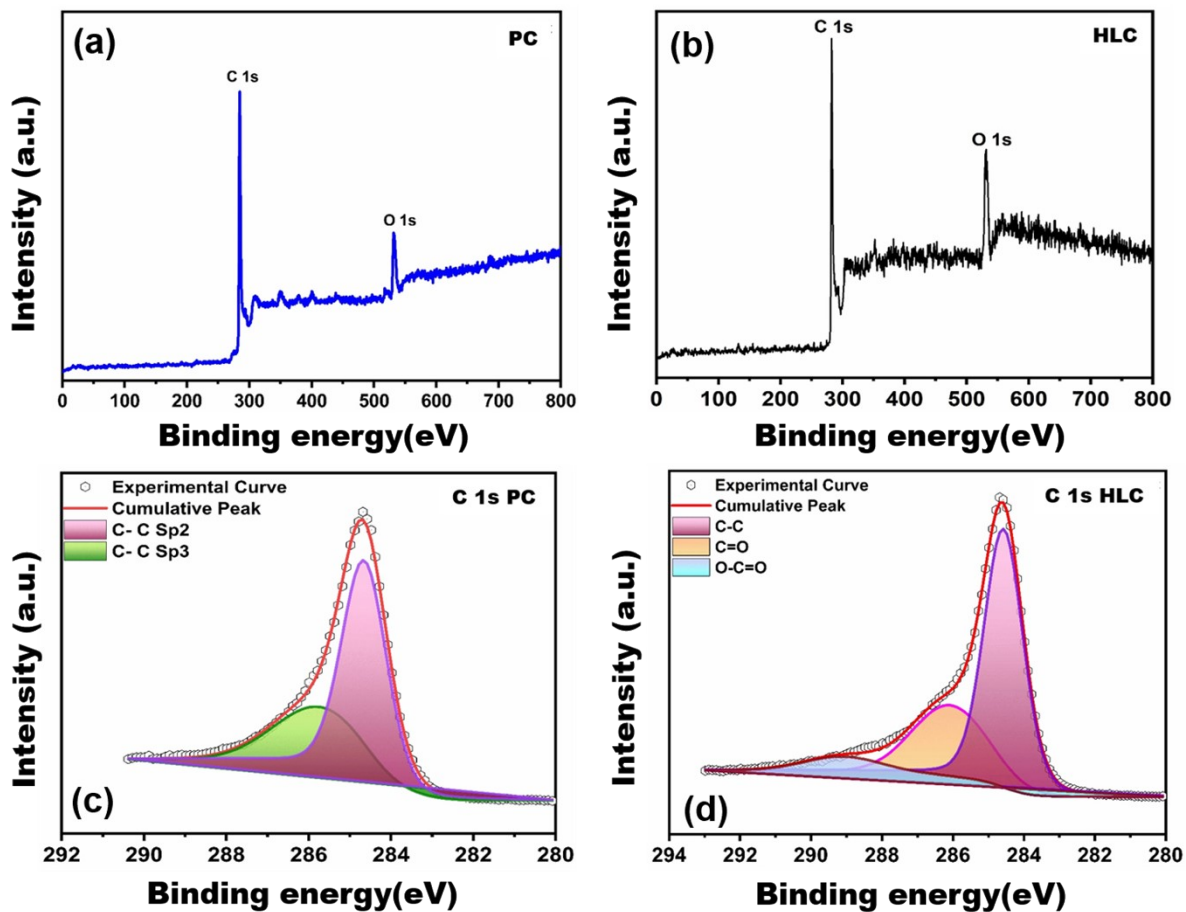 (a)
PC
C 1s
O 1s
Intensity (a.u.)
0 100 200 300 400 500 600 700 800
Binding energy(eV)
(b)
HLC
C 1s
O 1s
Intensity (a.u.)
0 100 200 300 400 500 600 700 800
Binding energy(eV)
Experimental Curve
Cumulative Peak
C- C Sp2
C- C Sp3
C 1s PC
Intensity (a.u.)
(c)
292 290 288 286 284 282 280
Binding energy(eV)
Experimental Curve
Cumulative Peak
C-C
C=O
O-C=O
C 1s HLC
Intensity (a.u.)
(d)
294 292 290 288 286 284 282 280
Binding energy(eV)